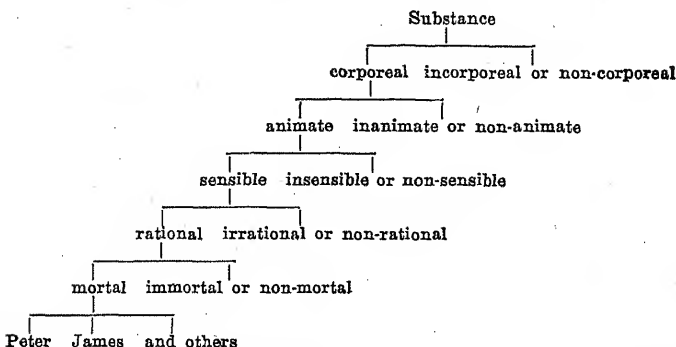 Substance
corporeal incorporeal or non-corporeal
animate inanimate or non-animate
sensible insensible or non-sensible
rational irrational or non-rational
mortal immortal or non-mortal
Peter James and others